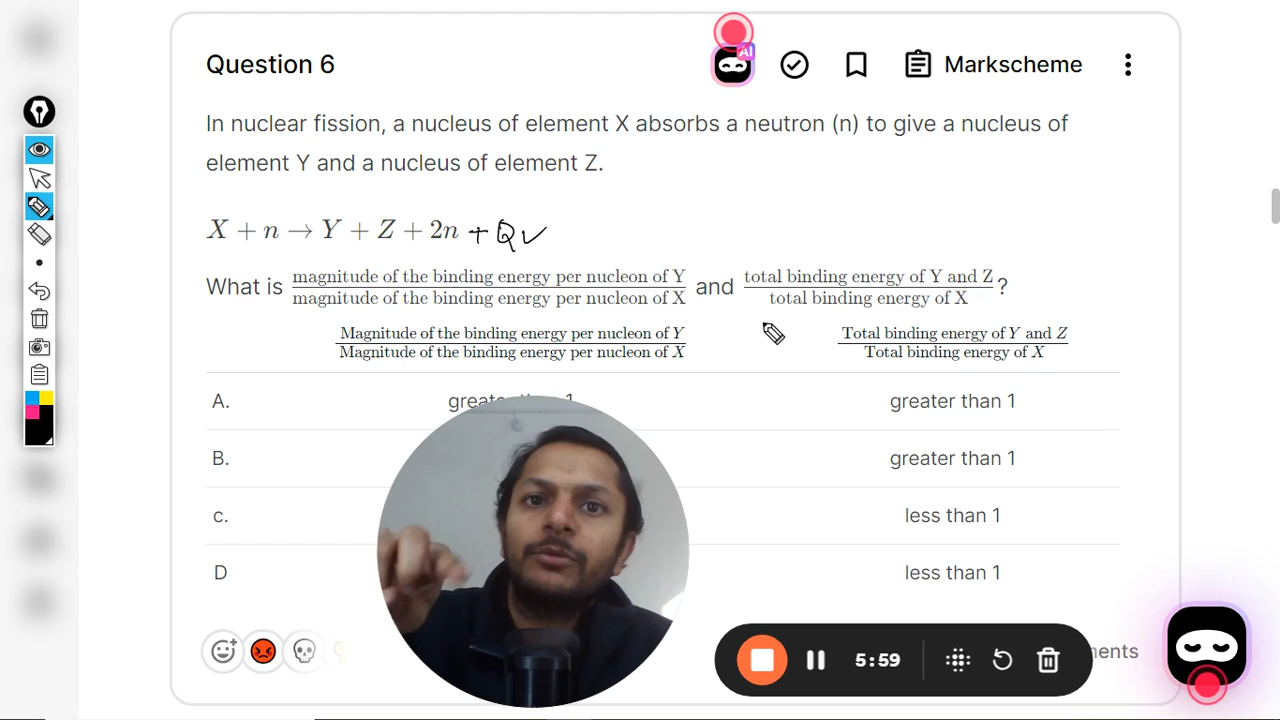 Question 6
AI
Markscheme
In nuclear fission, a nucleus of element X absorbs a neutron (n) to give a nucleus of
element Y and a nucleus of element Z.
X + n → Y + Z + 2n + Q
What is magnitude of the binding energy per nucleon of Y / magnitude of the binding energy per nucleon of X and total binding energy of Y and Z / total binding energy of X ?
Magnitude of the binding energy per nucleon of Y / Magnitude of the binding energy per nucleon of X
Total binding energy of Y and Z / Total binding energy of X
A. greater than 1
B. greater than 1
c. less than 1
D less than 1
5:59